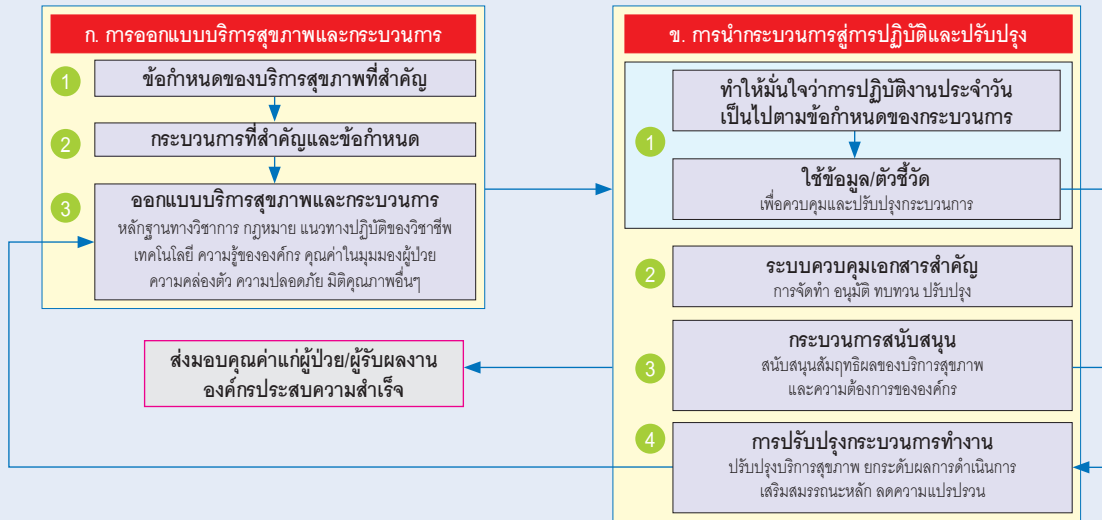 ก. การออกแบบบริการสุขภาพและกระบวนการ
1
ข้อกำหนดของบริการสุขภาพที่สำคัญ
2
กระบวนการที่สำคัญและข้อกำหนด
3
ออกแบบบริการสุขภาพและกระบวนการ
หลักฐานทางวิชาการ กฎหมาย แนวทางปฏิบัติของวิชาชีพ
เทคโนโลยี ความรู้ขององค์กร คุณค่าในมุมมองผู้ป่วย
ความคล่องตัว ความปลอดภัย มิติคุณภาพอื่นๆ
ส่งมอบคุณค่าแก่ผู้ป่วย/ผู้รับผลงาน
องค์กรประสบความสำเร็จ
ข. การนำกระบวนการสู่การปฏิบัติและปรับปรุง
1
ทำให้มั่นใจว่าการปฏิบัติงานประจำวัน
เป็นไปตามข้อกำหนดของกระบวนการ
ใช้ข้อมูล/ตัวชี้วัด
เพื่อควบคุมและปรับปรุงกระบวนการ
2
ระบบควบคุมเอกสารสำคัญ
การจัดทำ อนุมัติ ทบทวน ปรับปรุง
3
กระบวนการสนับสนุน
สนับสนุนสัมฤทธิผลของบริการสุขภาพ
และความต้องการขององค์กร
4
การปรับปรุงกระบวนการทำงาน
ปรับปรุงบริการสุขภาพ ยกระดับผลการดำเนินการ
เสริมสมรรถนะหลัก ลดความแปรปรวน